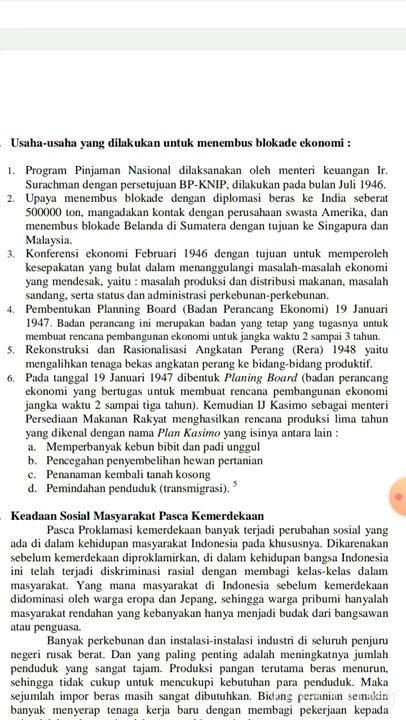 Usaha-usaha yang dilakukan untuk menembus blokade ekonomi :
1. Program Pinjaman Nasional dilaksanakan oleh menteri keuangan Ir.
Surachman dengan persetujuan BP-KNIP, dilakukan pada bulan Juli 1946.
2. Upaya menembus blokade dengan diplomasi beras ke India seberat
500000 ton, mangadakan kontak dengan perusahaan swasta Amerika, dan
menembus blokade Belanda di Sumatera dengan tujuan ke Singapura dan
Malaysia.
3. Konferensi ekonomi Februari 1946 dengan tujuan untuk memperoleh
kesepakatan yang bulat dalam menanggulangi masalah-masalah ekonomi
yang mendesak, yaitu : masalah produksi dan distribusi makanan, masalah
sandang, serta status dan administrasi perkebunan-perkebunan.
4. Pembentukan Planning Board (Badan Perancang Ekonomi) 19 Januari
1947. Badan perancang ini merupakan badan yang tetap yang tugasnya untuk
membuat rencana pembangunan ekonomi untuk jangka waktu 2 sampai 3 tahun.
5. Rekonstruksi dan Rasionalisasi Angkatan Perang (Rera) 1948 yaitu
mengalihkan tenaga bekas angkatan perang ke bidang-bidang produktif.
6. Pada tanggal 19 Januari 1947 dibentuk Planing Board (badan perancang
ekonomi yang bertugas untuk membuat rencana pembangunan ekonomi
jangka waktu 2 sampai tiga tahun). Kemudian IJ Kasimo sebagai menteri
Persediaan Makanan Rakyat menghasilkan rencana produksi lima tahun
yang dikenal dengan nama Plan Kasimo yang isinya antara lain :
a. Memperbanyak kebun bibit dan padi unggul
b. Pencegahan penyembelihan hewan pertanian
c. Penanaman kembali tanah kosong
d. Pemindahan penduduk (transmigrasi). 5
Keadaan Sosial Masyarakat Pasca Kemerdekaan
Pasca Proklamasi kemerdekaan banyak terjadi perubahan sosial yang
ada di dalam kehidupan masyarakat Indonesia pada khususnya. Dikarenakan
sebelum kemerdekaan diproklamirkan, di dalam kehidupan bangsa Indonesia
ini telah terjadi diskriminasi rasial dengan membagi kelas-kelas dalam
masyarakat. Yang mana masyarakat di Indonesia sebelum kemerdekaan
didominasi oleh warga eropa dan Jepang, sehingga warga pribumi hanyalah
masyarakat rendahan yang kebanyakan hanya menjadi budak dari bangsawan
atau penguasa.
Banyak perkebunan dan instalasi-instalasi industri di seluruh penjuru
negeri rusak berat. Dan yang paling penting adalah meningkatnya jumlah
penduduk yang sangat tajam. Produksi pangan terutama beras menurun,
sehingga tidak cukup untuk mencukupi kebutuhan para penduduk. Maka
sejumlah impor beras masih sangat dibutuhkan. Bidang pertanian semakin
banyak menyerap tenaga kerja baru dengan membagi pekerjaan kepada